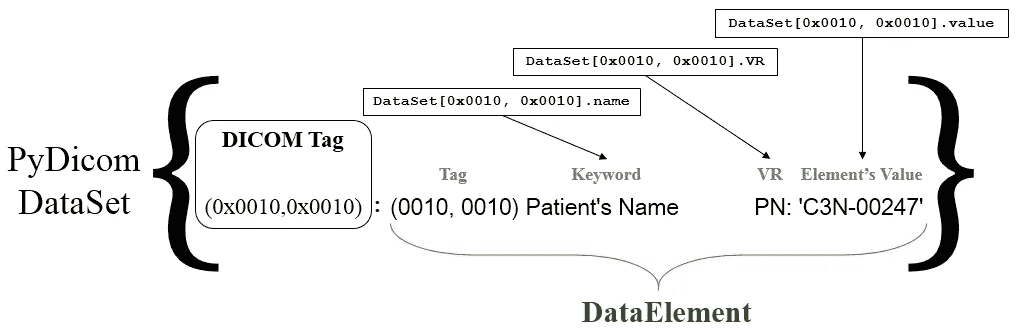 DataSet[0x0010, 0x0010].value
DataSet[0x0010, 0x0010].VR
DataSet[0x0010, 0x0010].name
PyDicom
DataSet
{
DICOM Tag
(0x0010,0x0010)
:
Tag Keyword VR Element's Value
(0010, 0010) Patient's Name PN: 'C3N-00247'
}
DataElement